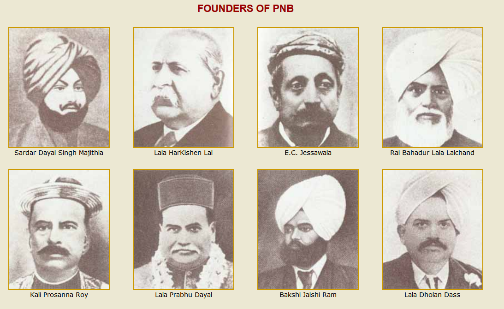 FOUNDERS OF PNB
Sardar Dayal Singh Majithia
Lala HarKishen Lal
E.C. Jessawala
Rai Bahadur Lala Lalchand
Kali Prosanna Roy
Lala Prabhu Dayal
Bakshi Jaishi Ram
Lala Dholan Dass